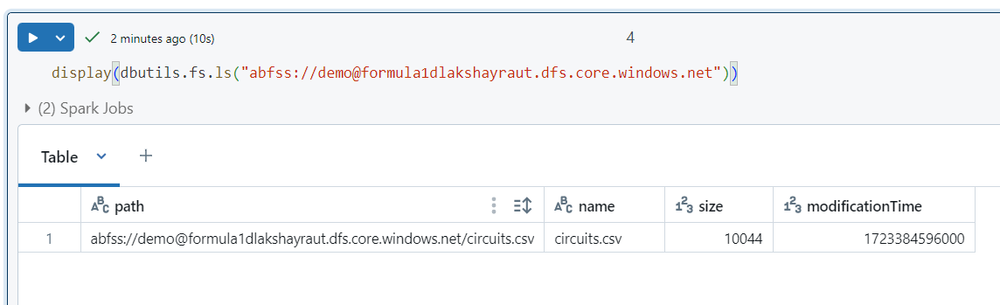 2 minutes ago (10s)
4
display(dbutils.fs.ls("abfss://demo@formula1dlakshayraut.dfs.core.windows.net"))
(2) Spark Jobs
Table
path name size modificationTime
1 abfss://demo@formula1dlakshayraut.dfs.core.windows.net/circuits.csv circuits.csv 10044 1723384596000